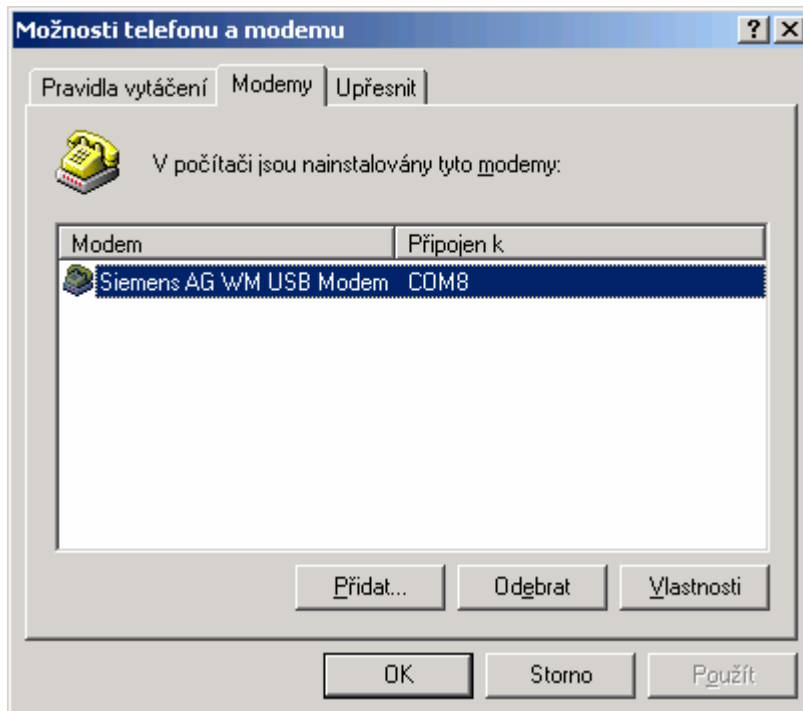 Možnosti telefonu a modemu
Pravidla vytáčení Modemy Upřesnit
V počítači jsou nainstalovány tyto modemy:
Modem Připojen k
Siemens AG WM USB Modem COM8
Přidat... Odebrat Vlastnosti
OK Storno Použít